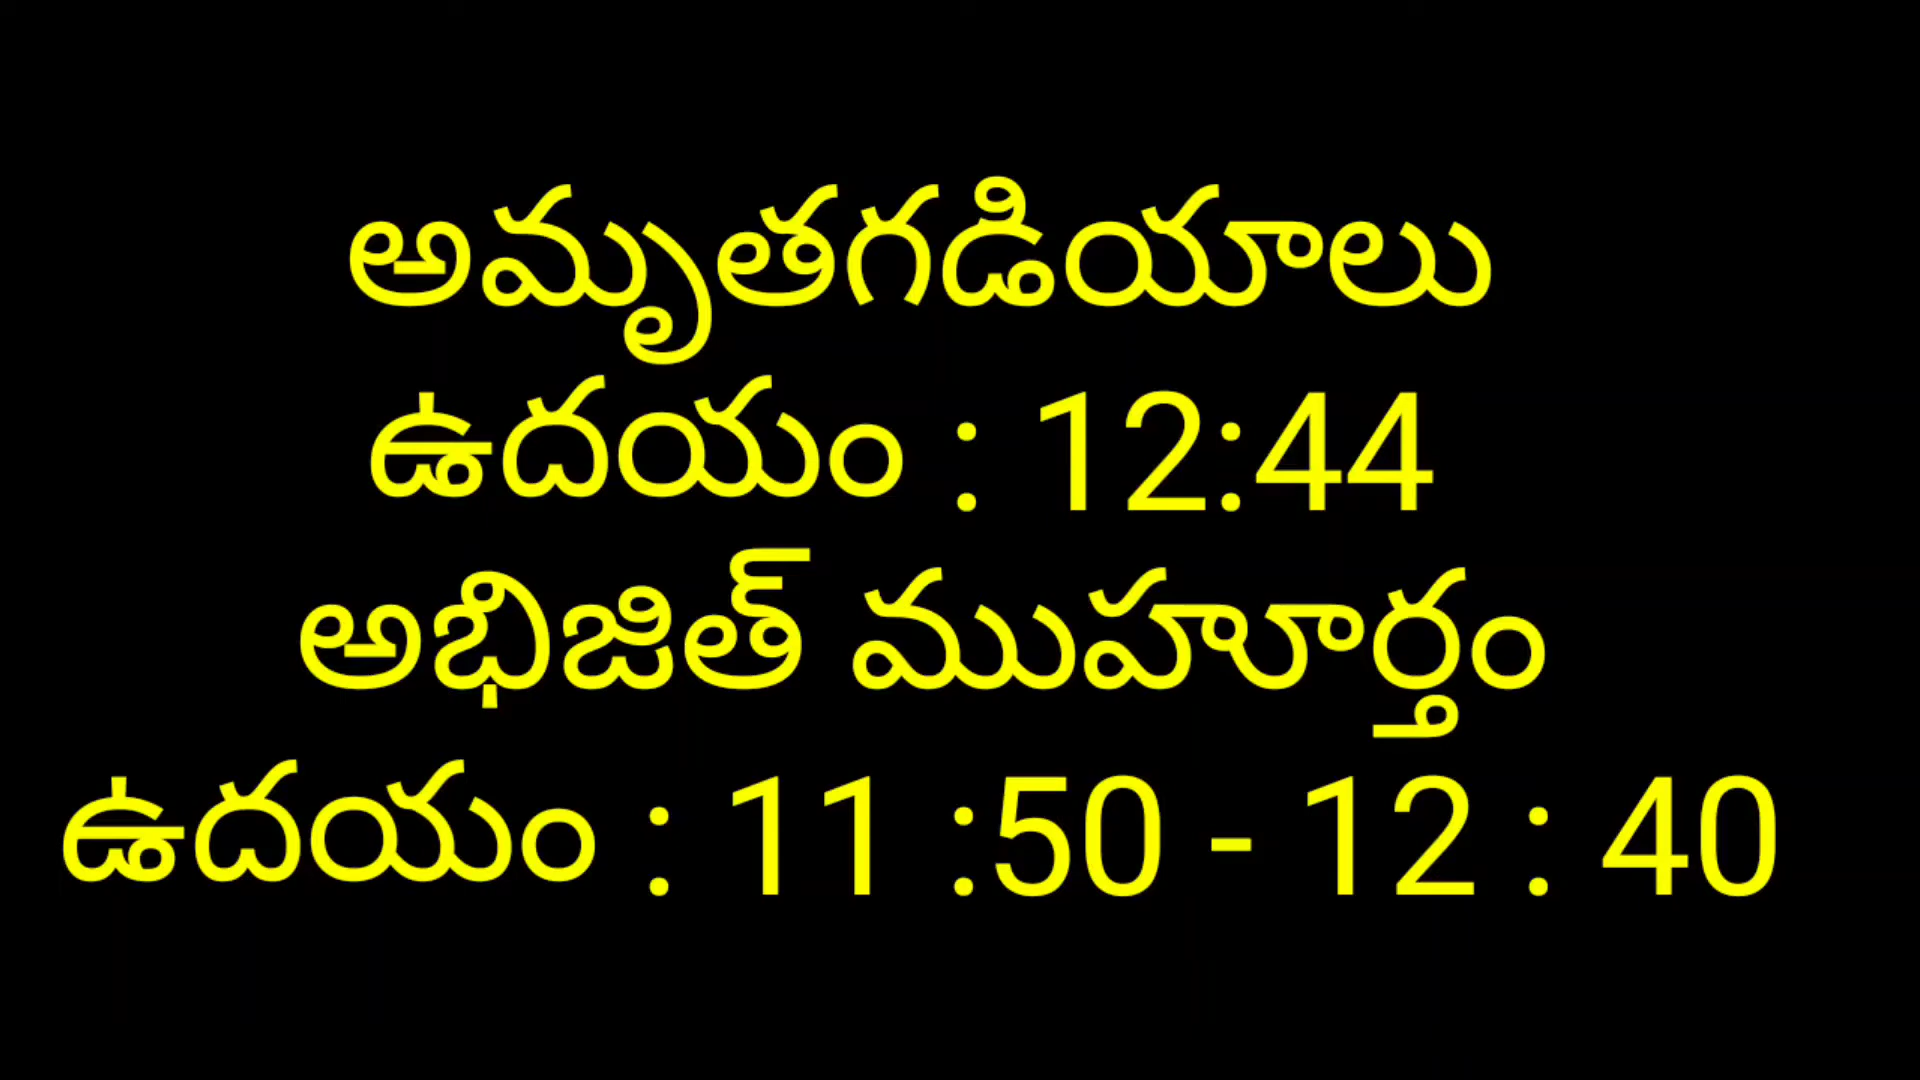 అమృతగడియాలు
ఉదయం : 12:44
అభిజిత్ ముహూర్తం
ఉదయం : 11 :50 - 12 : 40